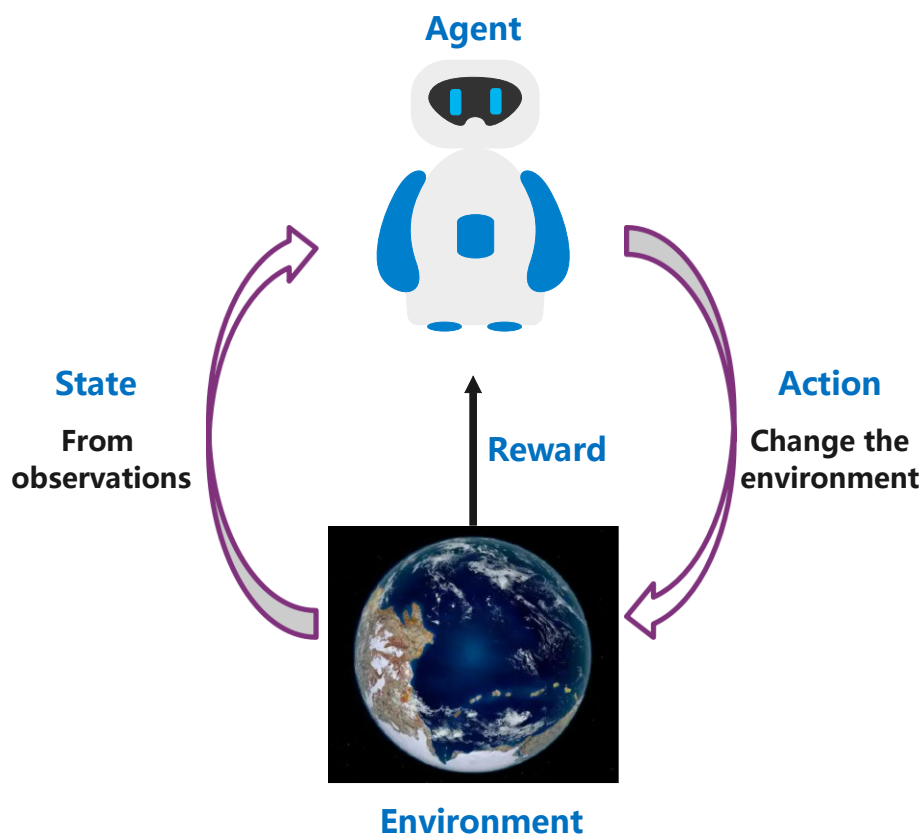 Agent
State
From
observations
Reward
Action
Change the
environment
Environment